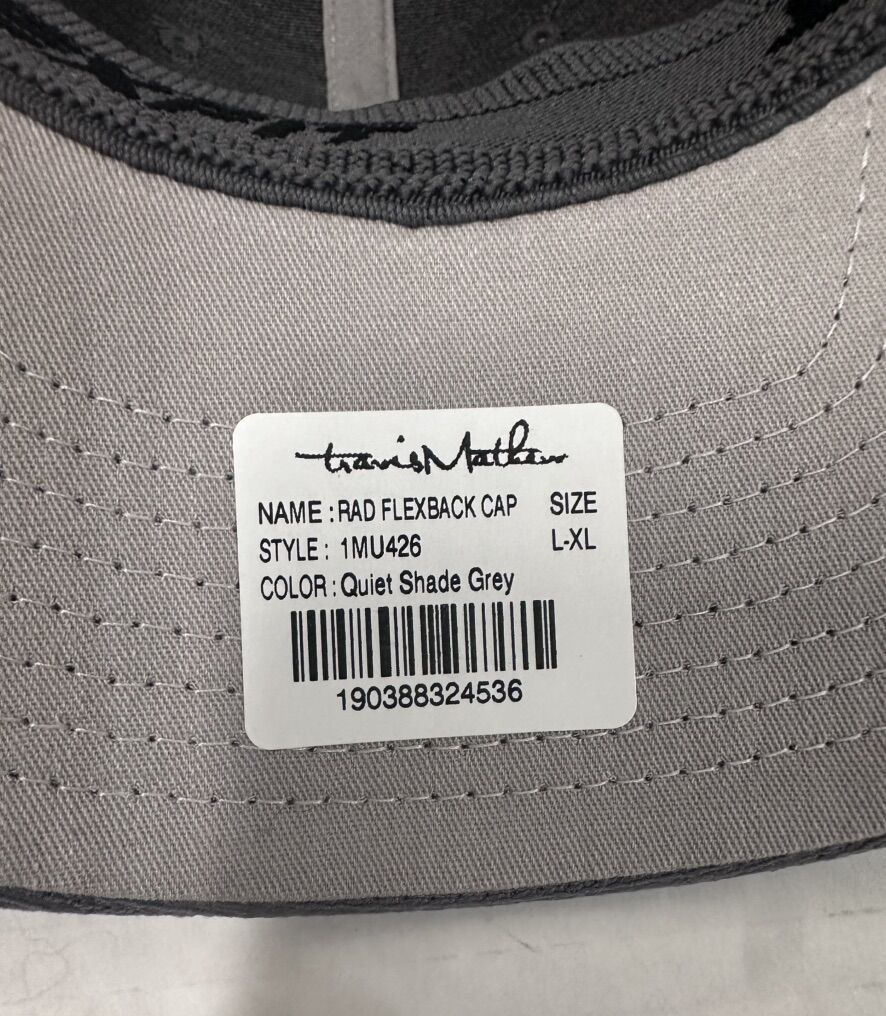 travisMathew
NAME : RAD FLEXBACK CAP SIZE
STYLE : 1MU426 L-XL
COLOR : Quiet Shade Grey
190388324536